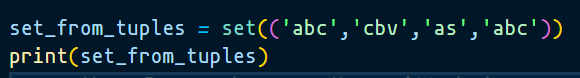 set_from_tuples = set(('abc','cbv','as','abc'))
print(set_from_tuples)